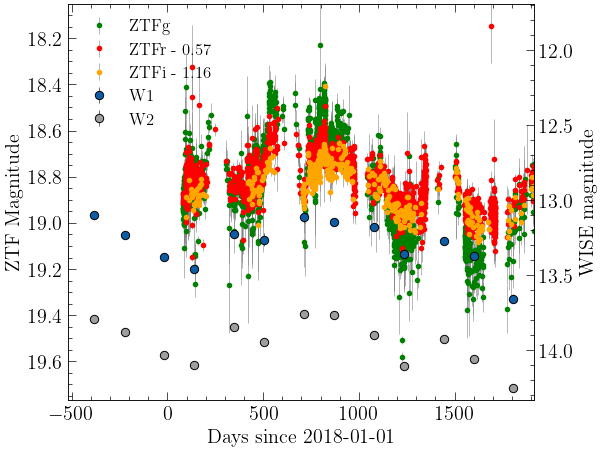 ZTFg
ZTFr - 0.57
ZTFi - 1.16
W1
W2
18.2
18.4
18.6
18.8
19.0
19.2
19.4
19.6
ZTF Magnitude
12.0
12.5
13.0
13.5
14.0
WISE magnitude
−500 0 500 1000 1500
Days since 2018-01-01